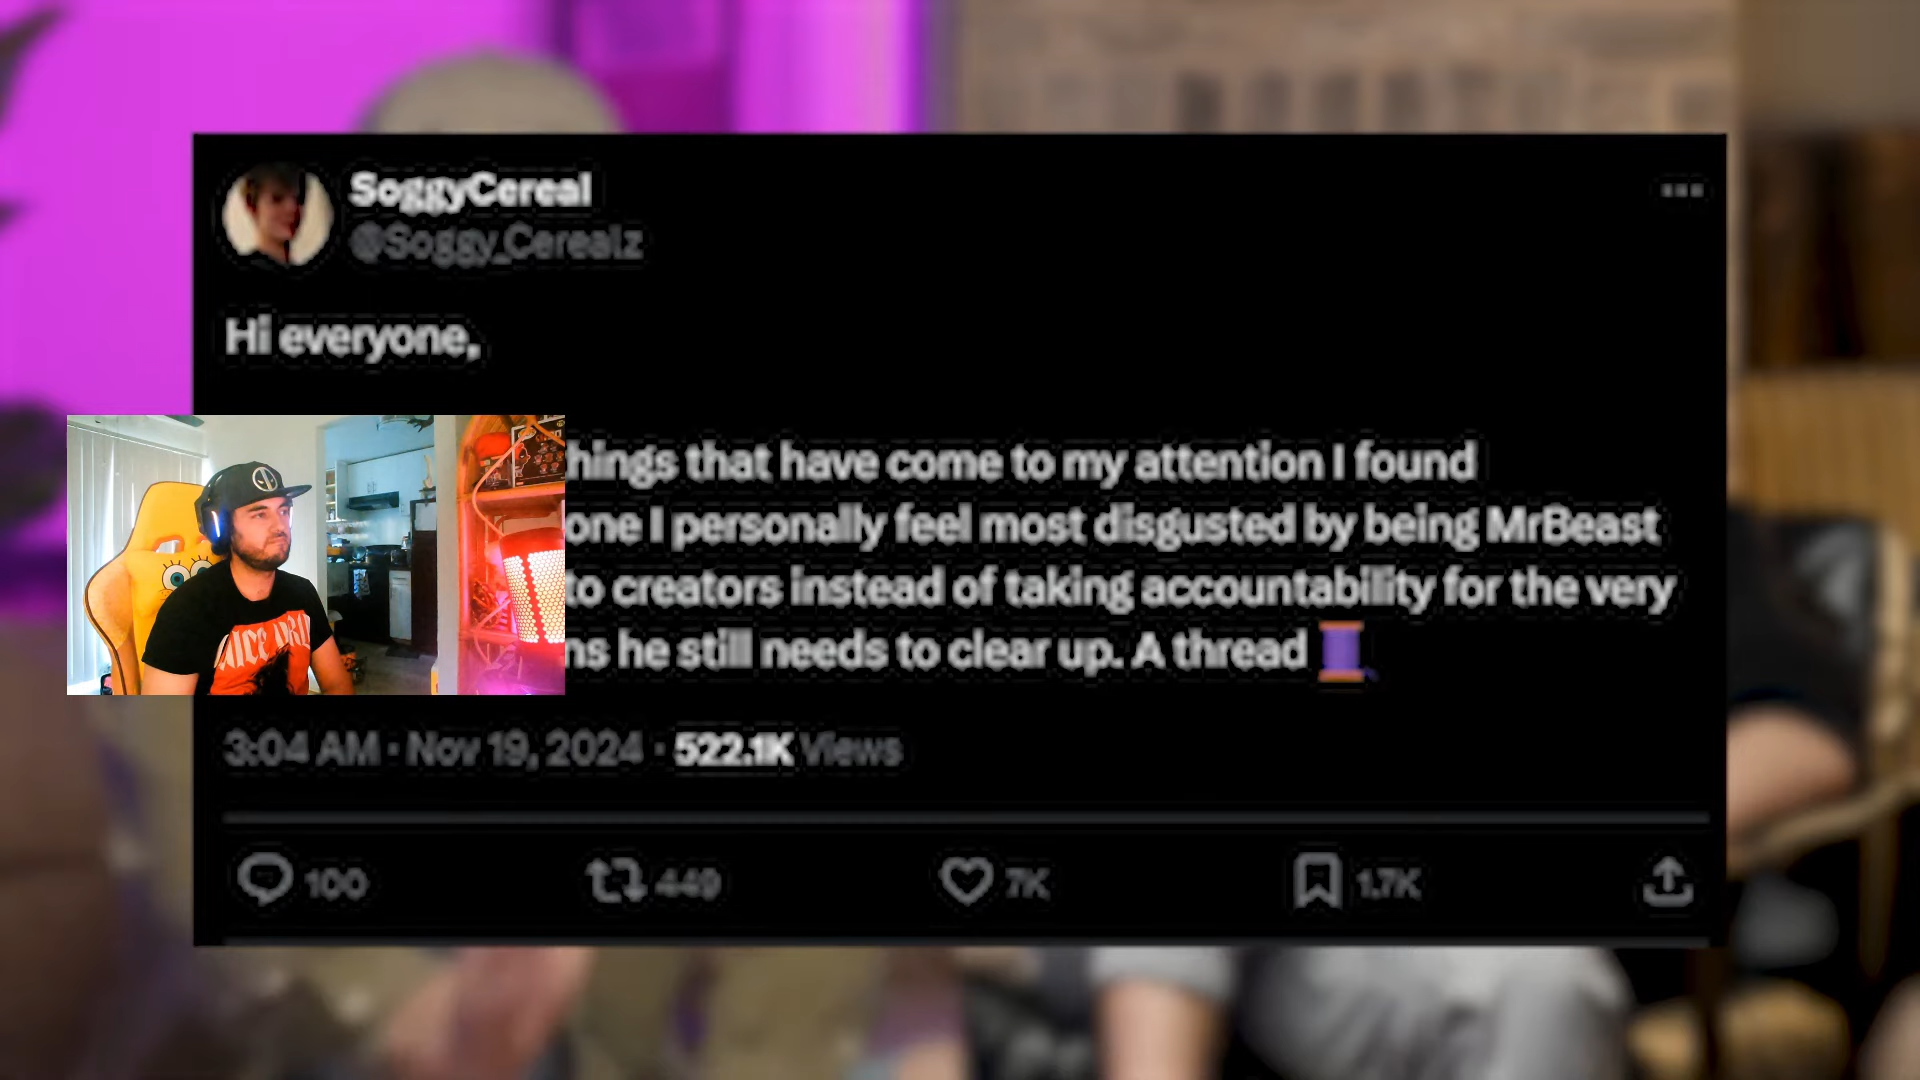 SoggyCereal
@Soggy_Cerealz
Hi everyone,
hings that have come to my attention I found
one I personally feel most disgusted by being MrBeast
to creators instead of taking accountability for the very
ns he still needs to clear up. A thread 🧵
3:04 AM · Nov 19, 2024 · 522.1K Views
100 449 7K 1.7K